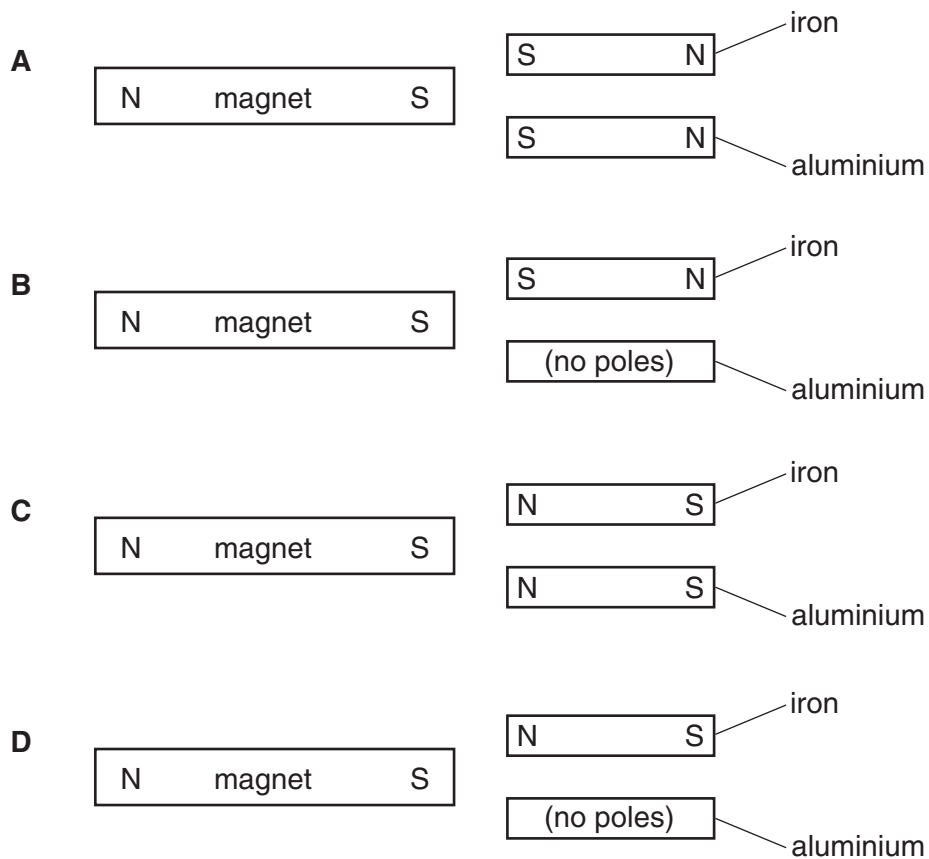 iron
A
S N
N magnet S
S N
aluminium
iron
B
S N
N magnet S
(no poles)
aluminium
iron
C
N S
N magnet S
N S
aluminium
iron
D
N S
N magnet S
(no poles)
aluminium